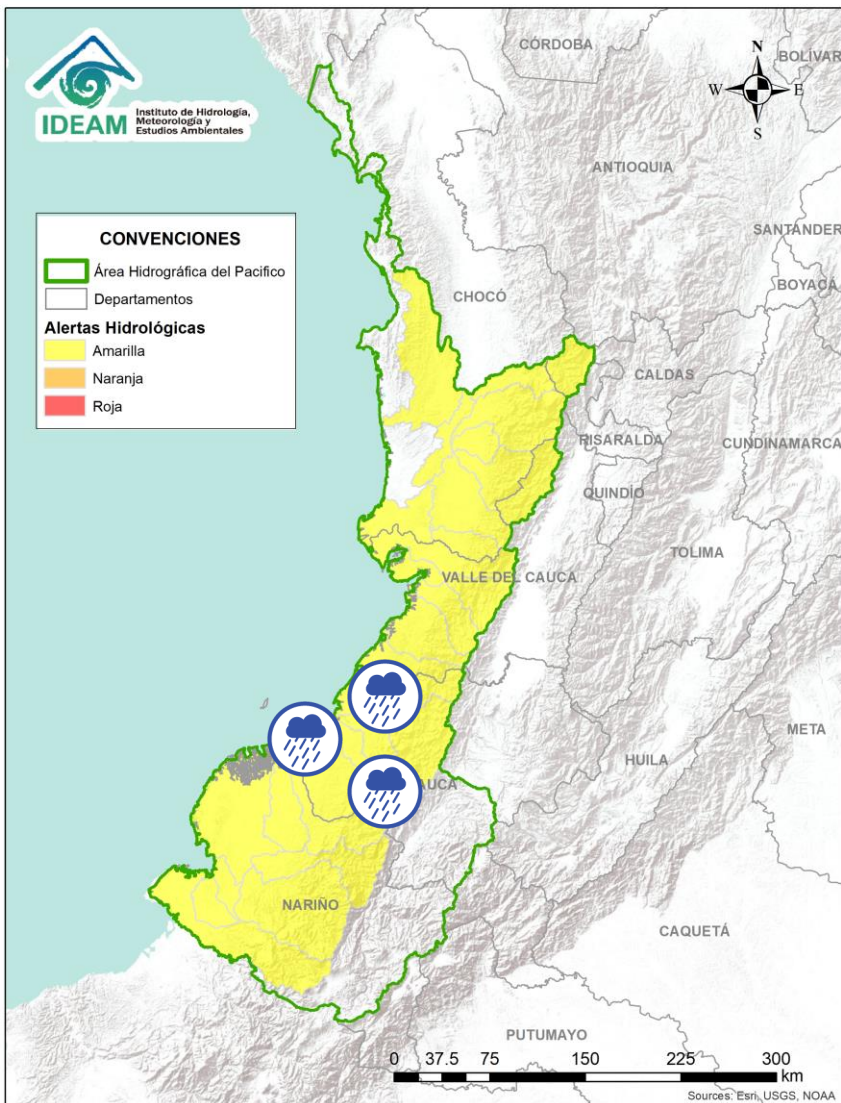 IDEAM
Instituto de Hidrología,
Meteorología y
Estudios Ambientales
CÓRDOBA
BOLÍVAR
N
W
E
S
ANTIOQUIA
SANTANDER
BOYACÁ
CONVENCIONES
Área Hidrográfica del Pacifico
Departamentos
Alertas Hidrológicas
Amarilla
Naranja
Roja
CHOCÓ
CALDAS
RISARALDA
CUNDINAMARCA
QUINDÍO
TOLIMA
VALLE DEL CAUCA
META
HUILA
AUCA
NARIÑO
CAQUETÁ
PUTUMAYO
0 37.5 75 150 225 300
km
Sources: Esri, USGS, NOAA